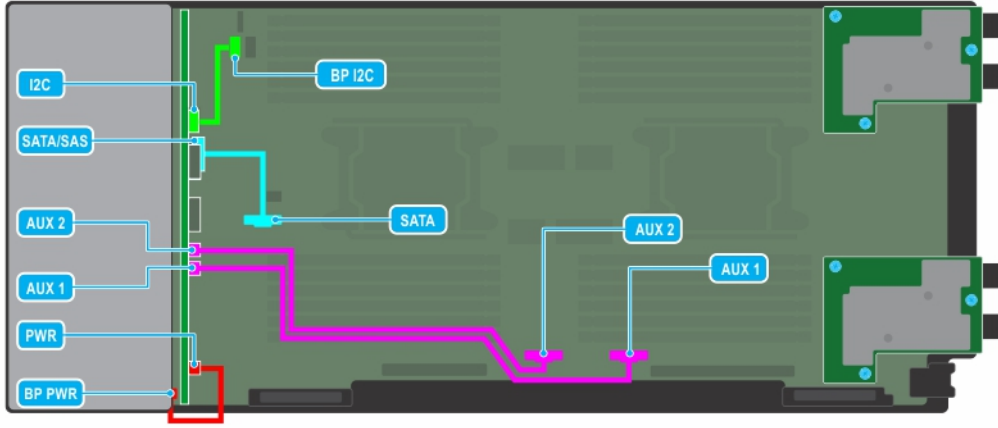 BP I2C
I2C
SATA/SAS
SATA
AUX 2
AUX 2
AUX 1
AUX 1
PWR
BP PWR